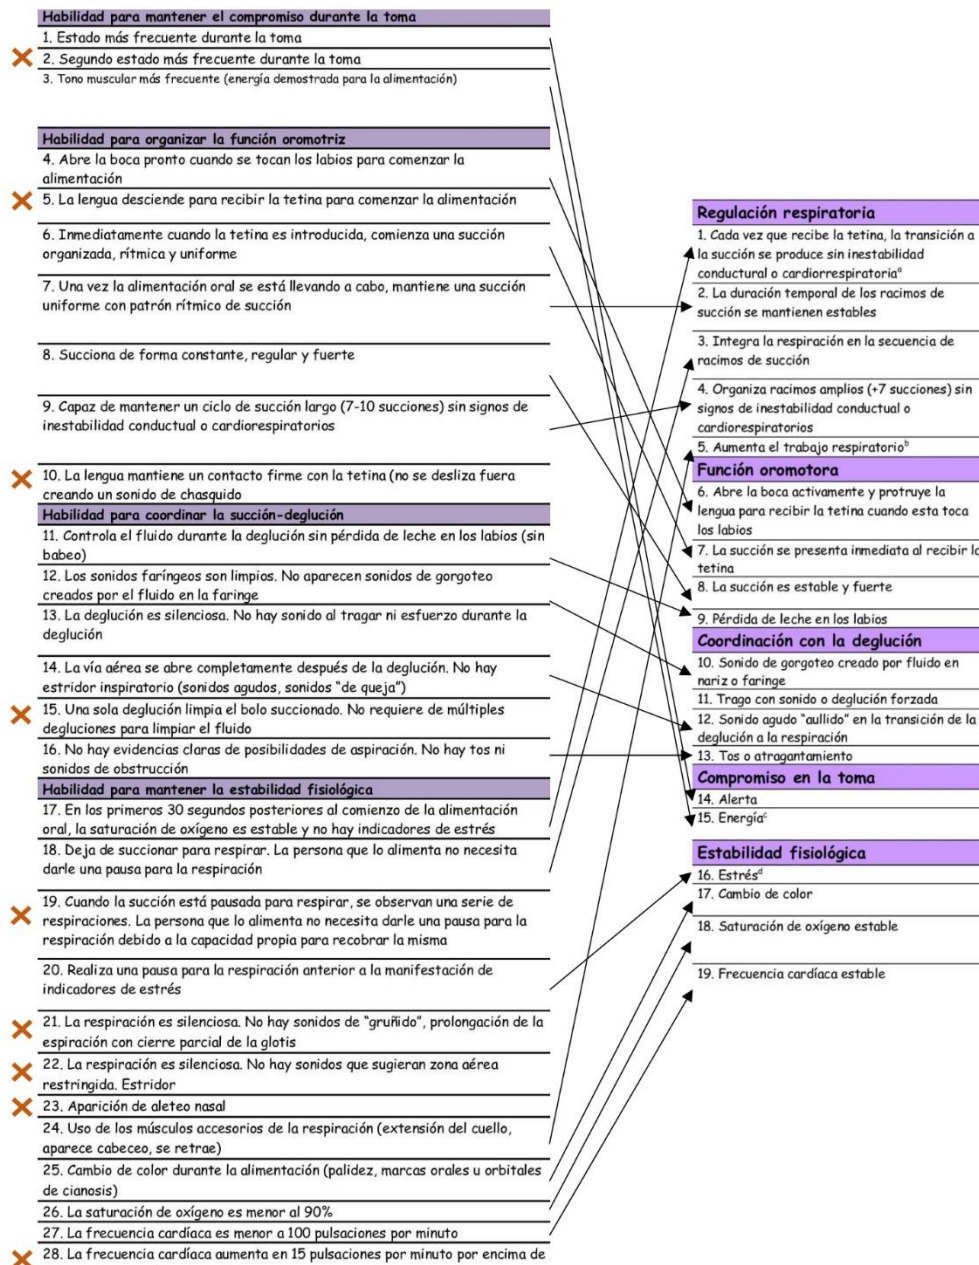 Habilidad para mantener el compromiso durante la toma
1. Estado más frecuente durante la toma
2. Segundo estado más frecuente durante la toma
3. Tono muscular más frecuente (energía demostrada para la alimentación)
Habilidad para organizar la función oromotriz
4. Abre la boca pronto cuando se tocan los labios para comenzar la
alimentación
5. La lengua desciende para recibir la tetina para comenzar la alimentación
6. Inmediatamente cuando la tetina es introducida, comienza una succión
organizada, rítmica y uniforme
7. Una vez la alimentación oral se está llevando a cabo, mantiene una succión
uniforme con patrón rítmico de succión
8. Succiona de forma constante, regular y fuerte
9. Capaz de mantener un ciclo de succión largo (7-10 succiones) sin signos de
inestabilidad conductual o cardiorrespiratorios
10. La lengua mantiene un contacto firme con la tetina (no se desliza fuera
creando un sonido de chasquido
Habilidad para coordinar la succión-deglución
11. Controla el fluido durante la deglución sin pérdida de leche en los labios (sin
babeo)
12. Los sonidos faríngeos son limpios. No aparecen sonidos de gorgoteo
creados por el fluido en la faringe
13. La deglución es silenciosa. No hay sonido al tragar ni esfuerzo durante la
deglución
14. La vía aérea se abre completamente después de la deglución. No hay
estridor inspiratorio (sonidos agudos, sonidos "de queja")
15. Una sola deglución limpia el bolo succionado. No requiere de múltiples
degluciones para limpiar el fluido
16. No hay evidencias claras de posibilidades de aspiración. No hay tos ni
sonidos de obstrucción
Habilidad para mantener la estabilidad fisiológica
17. En los primeros 30 segundos posteriores al comienzo de la alimentación
oral, la saturación de oxígeno es estable y no hay indicadores de estrés
18. Deja de succionar para respirar. La persona que lo alimenta no necesita
darle una pausa para la respiración
19. Cuando la succión está pausada para respirar, se observan una serie de
respiraciones. La persona que lo alimenta no necesita darle una pausa para la
respiración debido a la capacidad propia para recobrar la misma
20. Realiza una pausa para la respiración anterior a la manifestación de
indicadores de estrés
21. La respiración es silenciosa. No hay sonidos de "gruñido", prolongación de la
espiración con cierre parcial de la glotis
22. La respiración es silenciosa. No hay sonidos que sugieran zona aérea
restringida. Estridor
23. Aparición de aleteo nasal
24. Uso de los músculos accesorios de la respiración (extensión del cuello,
aparece cabeceo, se retrae)
25. Cambio de color durante la alimentación (palidez, marcas orales u orbitales
de cianosis)
26. La saturación de oxígeno es menor al 90%
27. La frecuencia cardíaca es menor a 100 pulsaciones por minuto
28. La frecuencia cardíaca aumenta en 15 pulsaciones por minuto por encima de
Regulación respiratoria
1. Cada vez que recibe la tetina, la transición a
la succión se produce sin inestabilidad
conductural o cardiorrespiratoriaᵃ
2. La duración temporal de los racimos de
succión se mantienen estables
3. Integra la respiración en la secuencia de
racimos de succión
4. Organiza racimos amplios (+7 succiones) sin
signos de inestabilidad conductual o
cardiorespiratorios
5. Aumenta el trabajo respiratorioᵇ
Función oromotora
6. Abre la boca activamente y protruye la
lengua para recibir la tetina cuando esta toca
los labios
7. La succión se presenta inmediata al recibir la
tetina
8. La succión es estable y fuerte
9. Pérdida de leche en los labios
Coordinación con la deglución
10. Sonido de gorgoteo creado por fluido en
nariz o faringe
11. Trago con sonido o deglución forzada
12. Sonido agudo "aullido" en la transición de la
deglución a la respiración
13. Tos o atragantamiento
Compromiso en la toma
14. Alerta
15. Energíaᶜ
Estabilidad fisiológica
16. Estrésᵈ
17. Cambio de color
18. Saturación de oxígeno estable
19. Frecuencia cardíaca estable